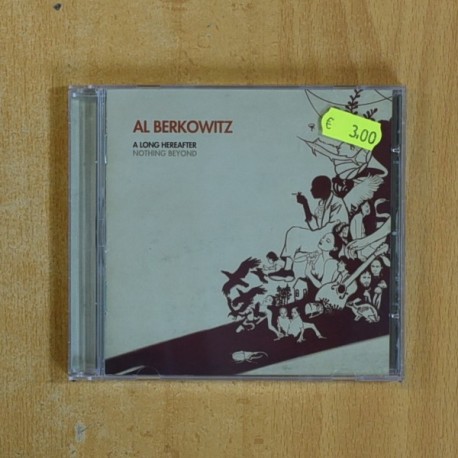 AL BERKOWITZ
A LONG HEREAFTER
NOTHING BEYOND
€ 3,00